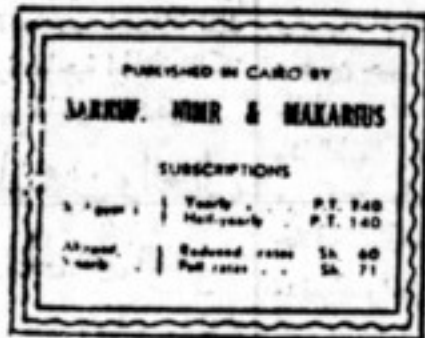 PUBLISHED IN CAIRO BY
SARRUF, NIMR & MAKARIUS
SUBSCRIPTIONS
Yearly . . P.T. 240
Half-yearly . . P.T. 140
Abroad, Reduced rates Sh. 60
Yearly . Full rates . . Sh. 71